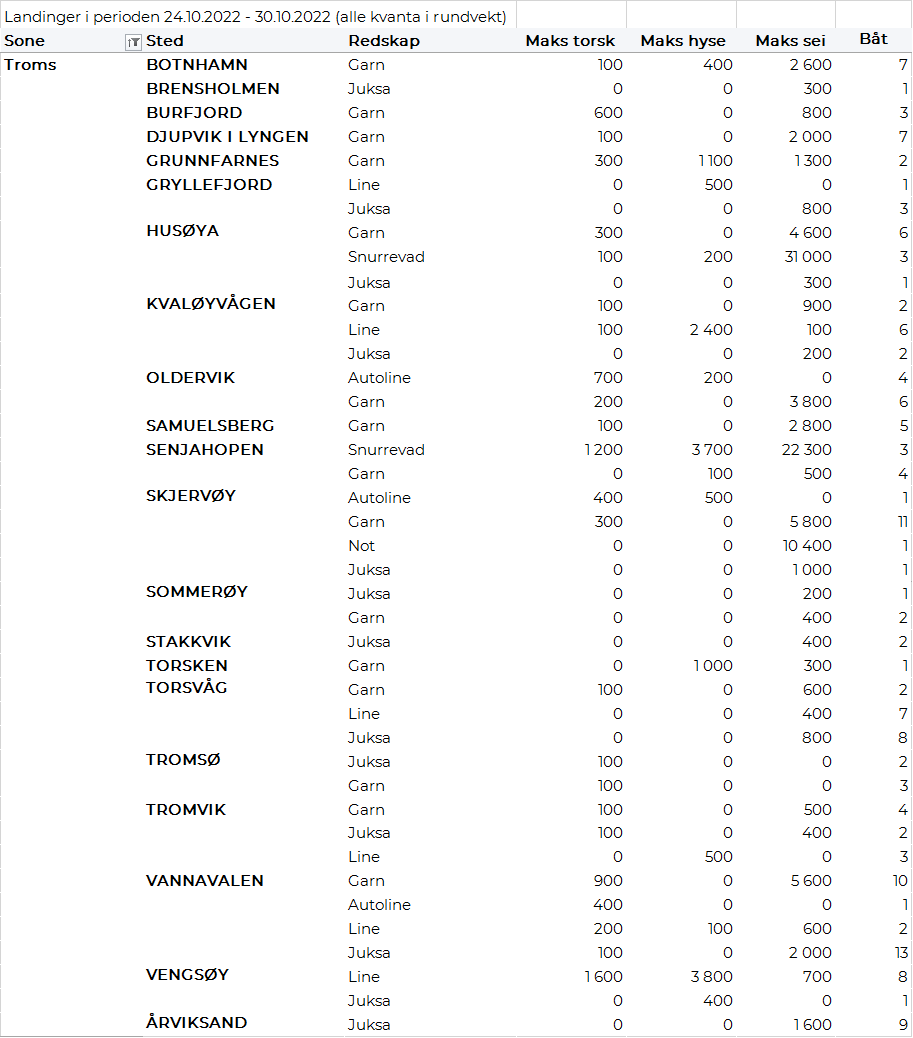 Landinger i perioden 24.10.2022 - 30.10.2022 (alle kvanta i rundvekt)
Sone Sted Redskap Maks torsk Maks hyse Maks sei Båt
Troms BOTNHAMN Garn 100 400 2 600 7
BRENSHOLMEN Juksa 0 0 300 1
BURFJORD Garn 600 0 800 3
DJUPVIK I LYNGEN Garn 100 0 2 000 7
GRUNNFARNES Garn 300 1 100 1 300 2
GRYLLEFJORD Line 0 500 0 1
Juksa 0 0 800 3
HUSØYA Garn 300 0 4 600 6
Snurrevad 100 200 31 000 3
Juksa 0 0 300 1
KVALØYVÅGEN Garn 100 0 900 2
Line 100 2 400 100 6
Juksa 0 0 200 2
OLDERVIK Autoline 700 200 0 4
Garn 200 0 3 800 6
SAMUELSBERG Garn 100 0 2 800 5
SENJAHOPEN Snurrevad 1 200 3 700 22 300 3
Garn 0 100 500 4
SKJERVØY Autoline 400 500 0 1
Garn 300 0 5 800 11
Not 0 0 10 400 1
Juksa 0 0 1 000 1
SOMMERØY Juksa 0 0 200 1
Garn 0 0 400 2
STAKKVIK Juksa 0 0 400 2
TORSKEN Garn 0 1 000 300 1
TORSVÅG Garn 100 0 600 2
Line 0 0 400 7
Juksa 0 0 800 8
TROMSØ Juksa 100 0 0 2
Garn 100 0 0 3
TROMVIK Garn 100 0 500 4
Juksa 100 0 400 2
Line 0 500 0 3
VANNAVALEN Garn 900 0 5 600 10
Autoline 400 0 0 1
Line 200 100 600 2
Juksa 100 0 2 000 13
VENGSØY Line 1 600 3 800 700 8
Juksa 0 400 0 1
ÅRVIKSAND Juksa 0 0 1 600 9